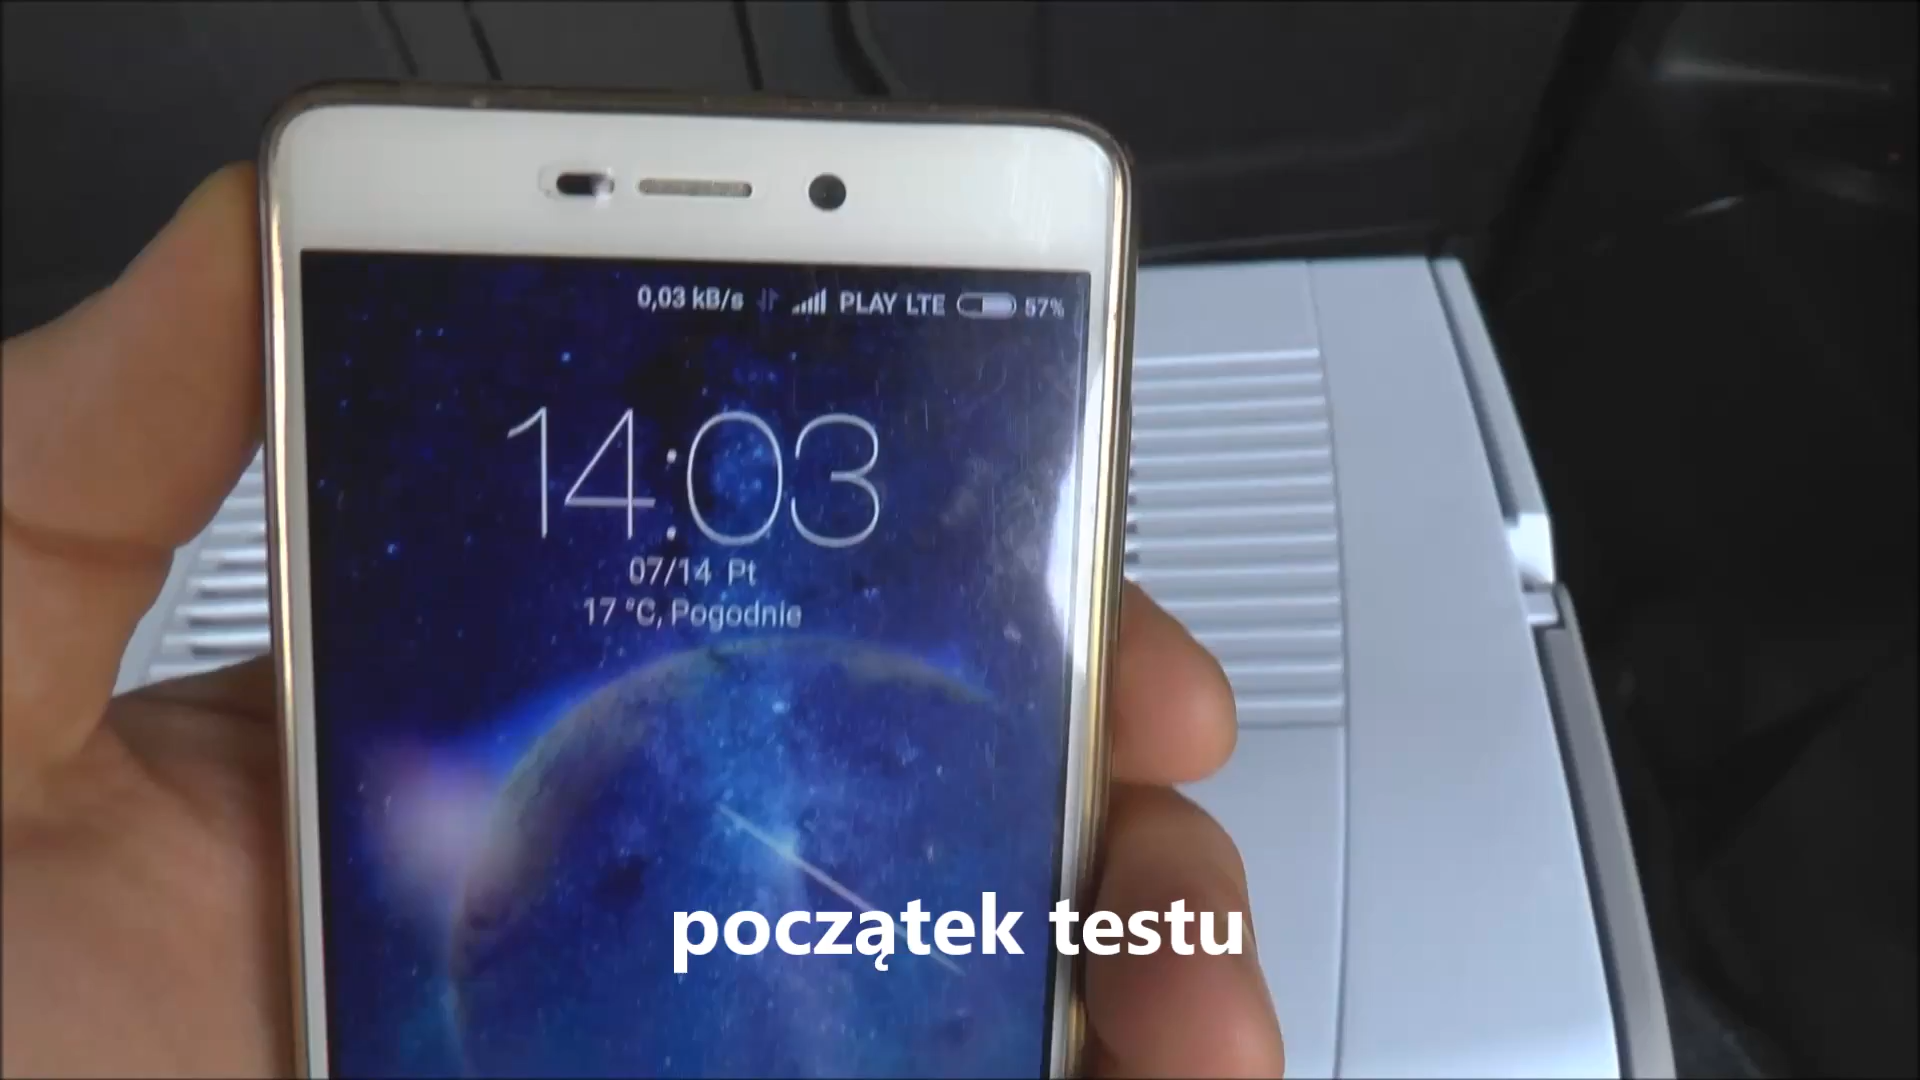 0,03 kB/s PLAY LTE 57%
14:03
07/14 Pt
17 °C, Pogodnie
początek testu